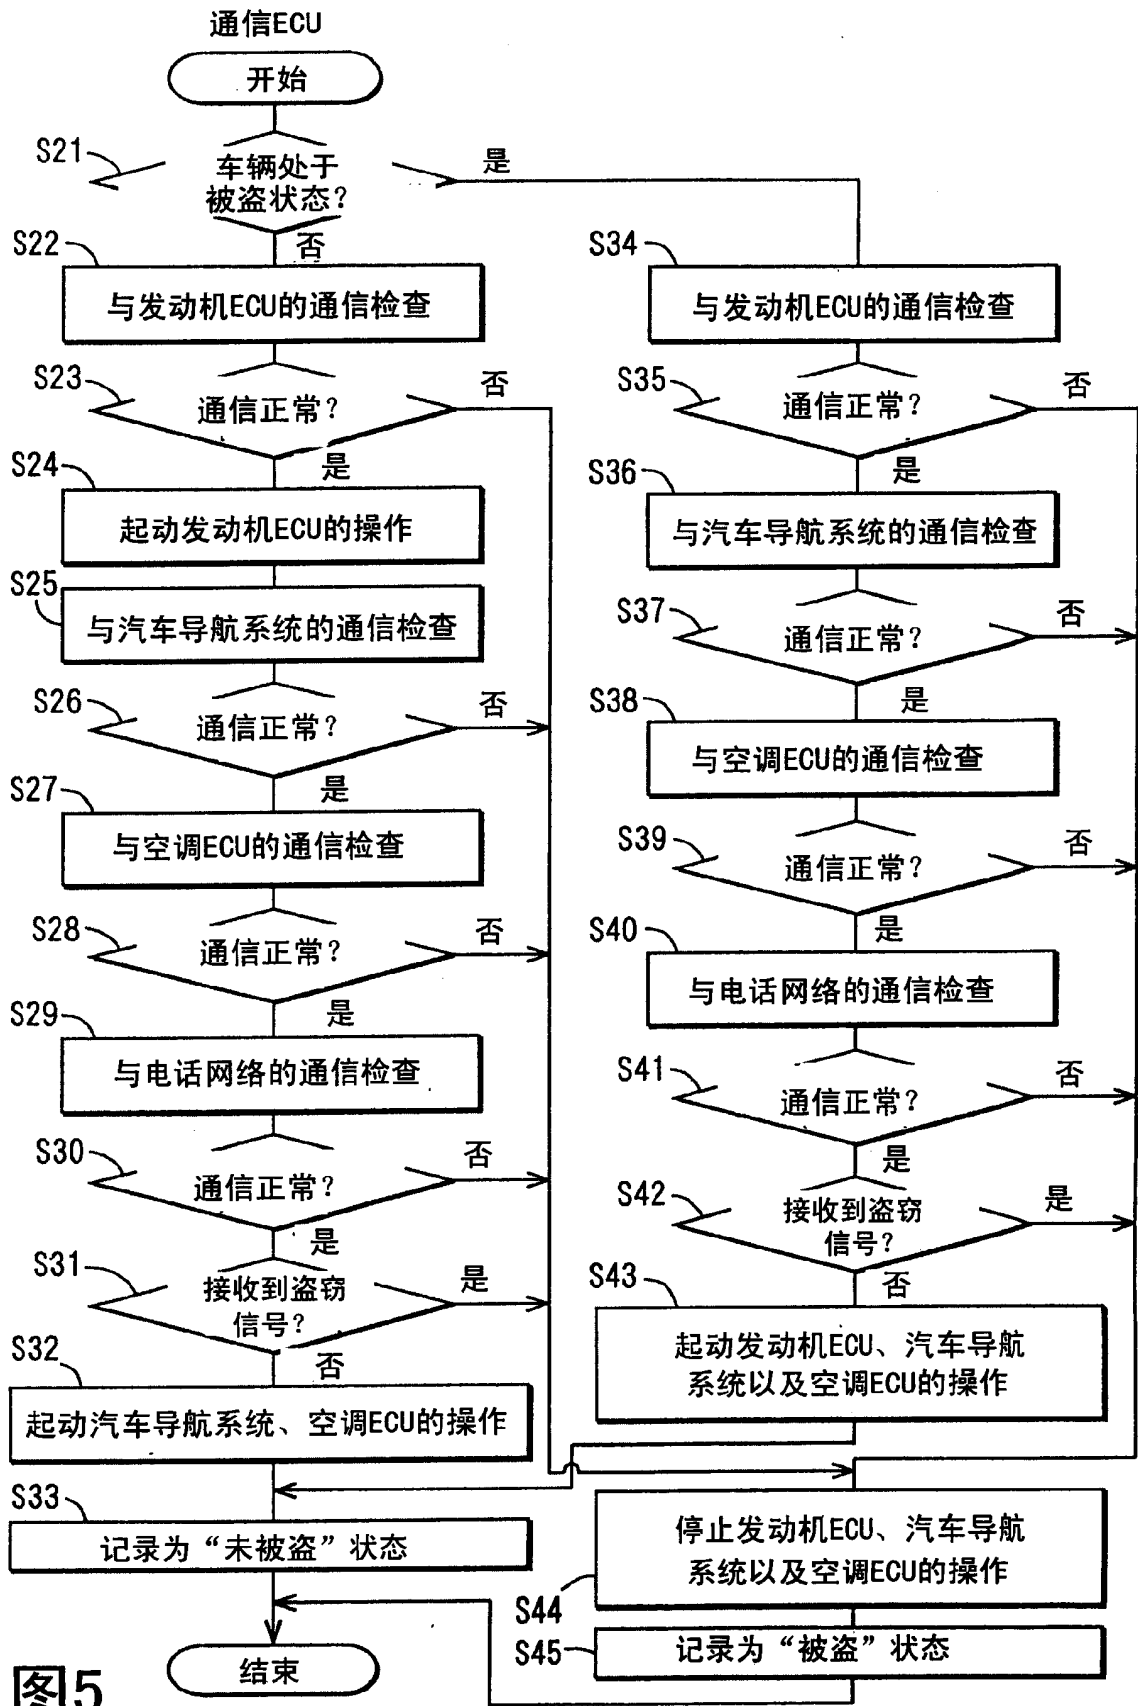 通信ECU
开始
S21
车辆处于
被盗状态?
是
否
S22
与发动机ECU的通信检查
S23
通信正常?
否
是
S24
起动发动机ECU的操作
S25
与汽车导航系统的通信检查
S26
通信正常?
否
是
S27
与空调ECU的通信检查
S28
通信正常?
否
是
S29
与电话网络的通信检查
S30
通信正常?
否
是
S31
接收到盗窃
信号?
是
否
S32
起动汽车导航系统、空调ECU的操作
S33
记录为“未被盗”状态
结束
S34
与发动机ECU的通信检查
S35
通信正常?
否
是
S36
与汽车导航系统的通信检查
S37
通信正常?
否
是
S38
与空调ECU的通信检查
S39
通信正常?
否
是
S40
与电话网络的通信检查
S41
通信正常?
否
是
S42
接收到盗窃
信号?
是
否
S43
起动发动机ECU、汽车导航
系统以及空调ECU的操作
停止发动机ECU、汽车导航
系统以及空调ECU的操作
S44
S45
记录为“被盗”状态
图5